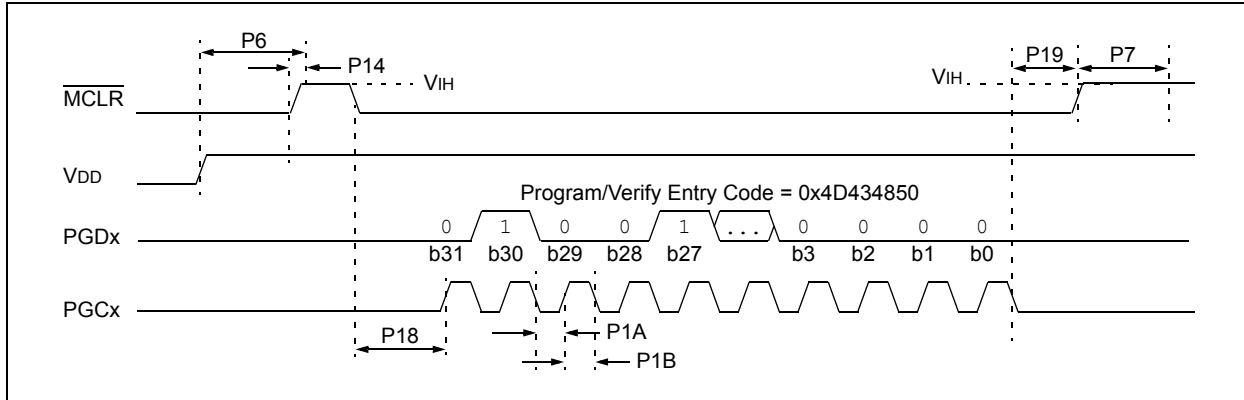 P6
P14
VIH
MCLR
VIH
P19
P7
VDD
Program/Verify Entry Code = 0x4D434850
PGDx
0 1 0 0 1 ... 0 0 0 0
b31 b30 b29 b28 b27 b3 b2 b1 b0
PGCx
P18
P1A
P1B